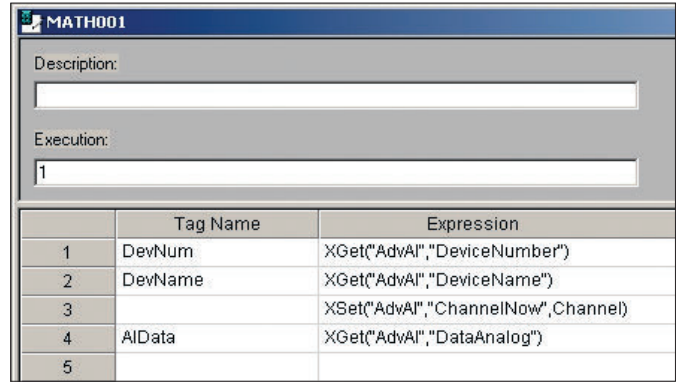 MATH001
Description:
Execution:
1
Tag Name Expression
1 DevNum XGet("AdvAI","DeviceNumber")
2 DevName XGet("AdvAI","DeviceName")
3 XSet("AdvAI","ChannelNow",Channel)
4 AIData XGet("AdvAI","DataAnalog")
5